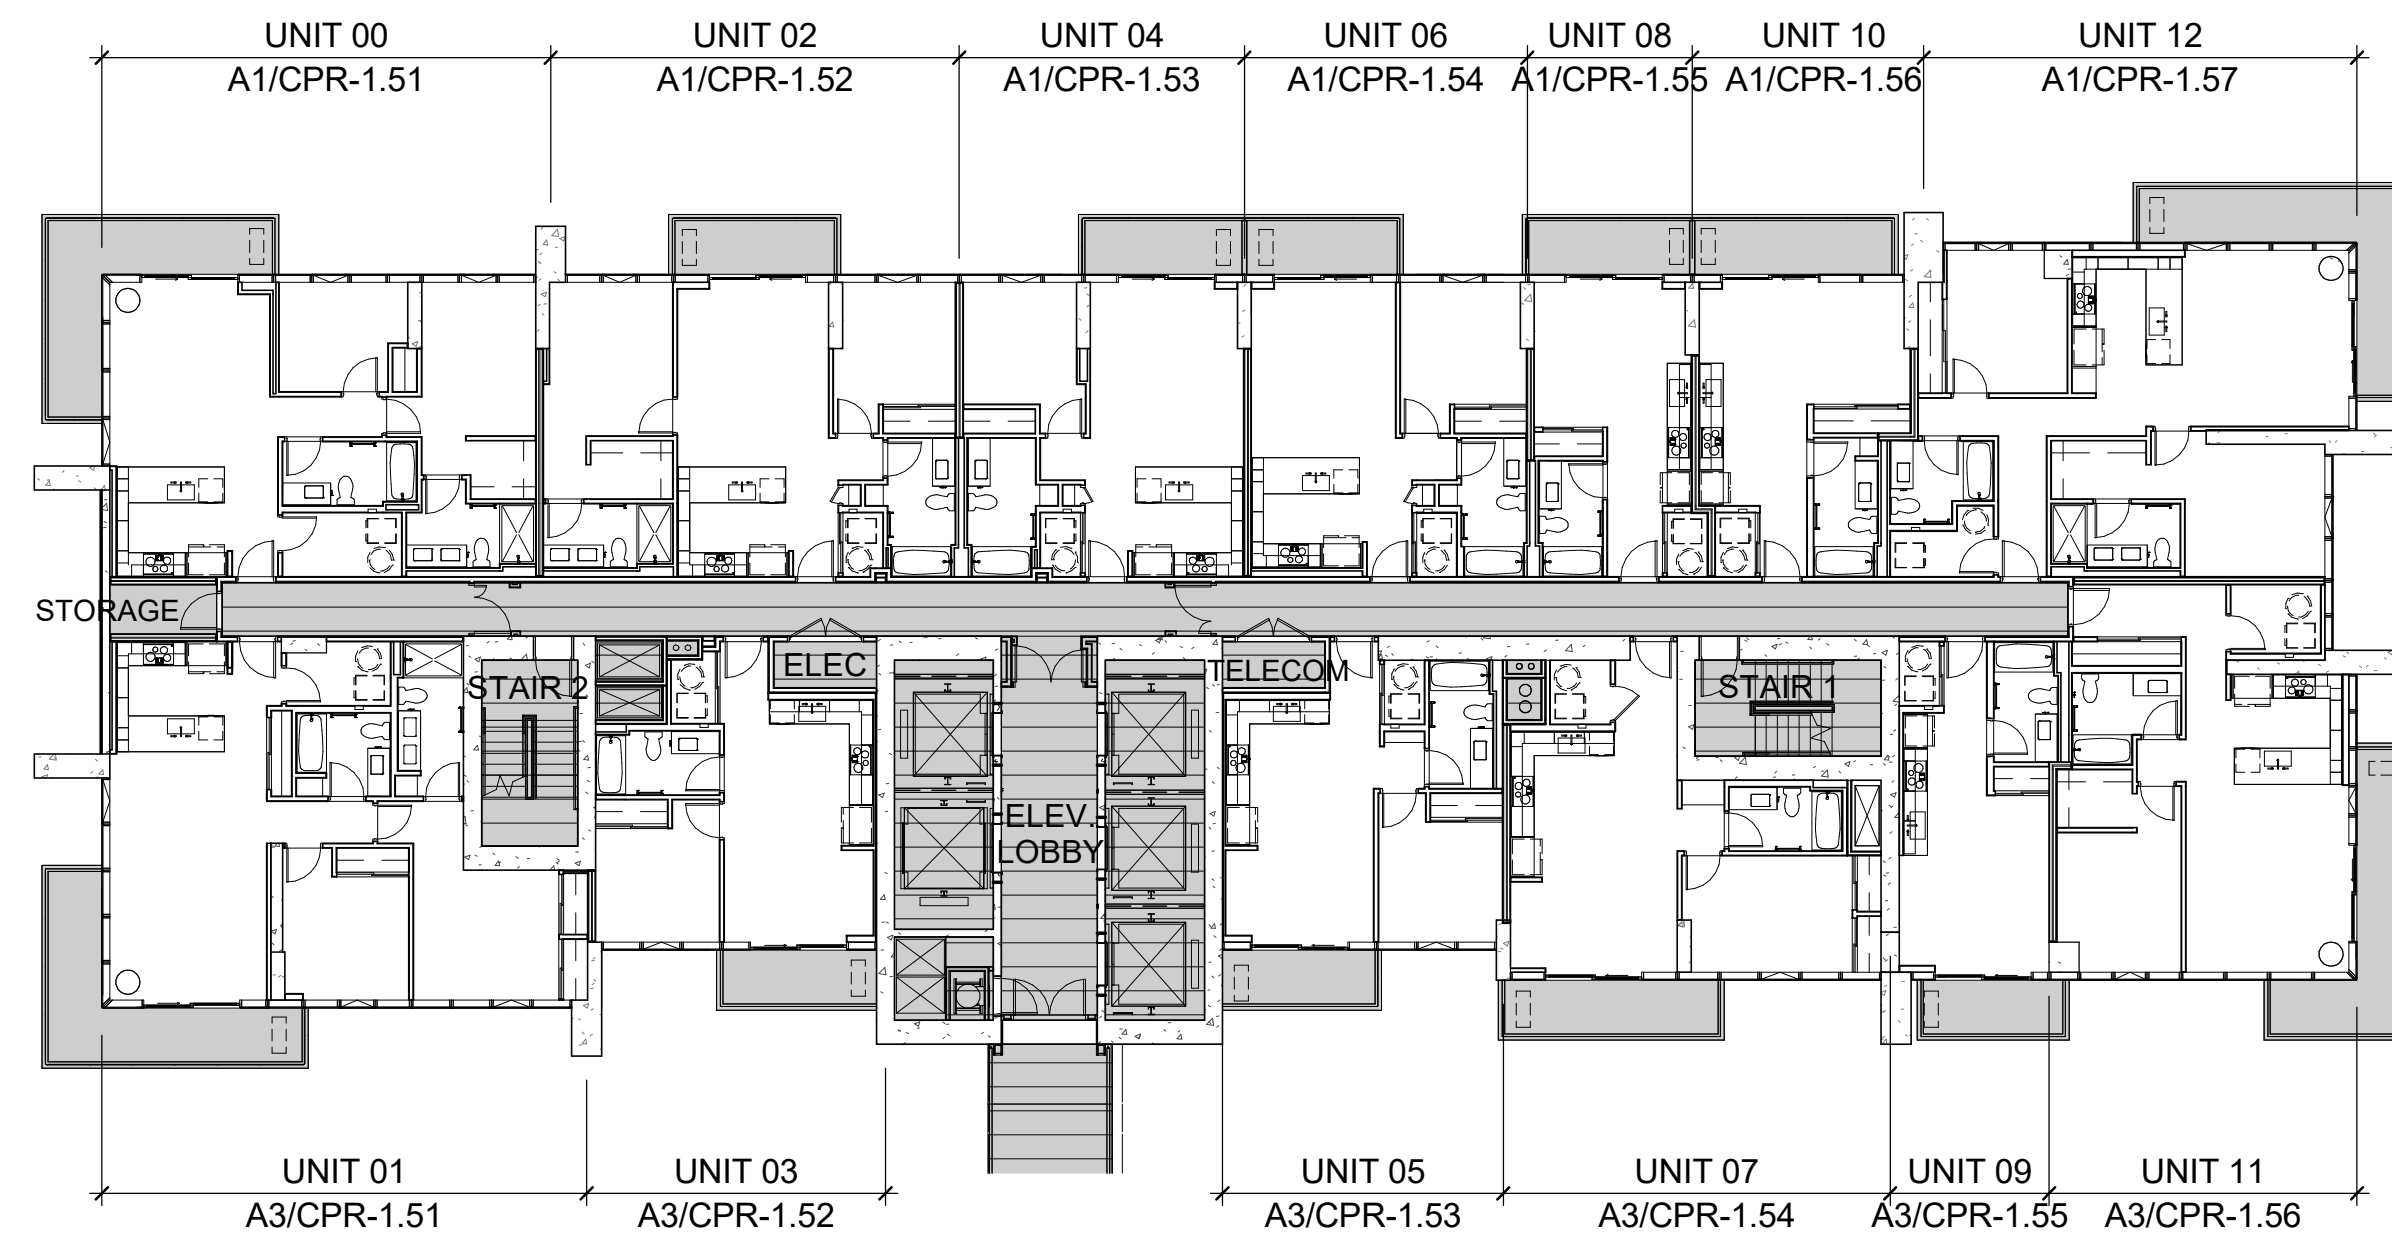 UNIT 00
UNIT 02
UNIT 04
UNIT 06
UNIT 08
UNIT 10
UNIT 12
A1/CPR-1.51
A1/CPR-1.52
A1/CPR-1.53
A1/CPR-1.54
A1/CPR-1.55
A1/CPR-1.56
A1/CPR-1.57
STORAGE
ELEC
TELECOM
STAIR 2
STAIR 1
ELEV.
LOBBY
UNIT 01
UNIT 03
UNIT 05
UNIT 07
UNIT 09
UNIT 11
A3/CPR-1.51
A3/CPR-1.52
A3/CPR-1.53
A3/CPR-1.54
A3/CPR-1.55
A3/CPR-1.56